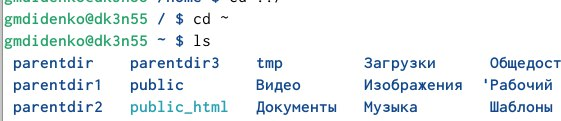 gmdidenko@dk3n55 / $ cd ~
gmdidenko@dk3n55 ~ $ ls
parentdir parentdir3 tmp Загрузки Общедост
parentdir1 public Видео Изображения 'Рабочий
parentdir2 public_html Документы Музыка Шаблоны